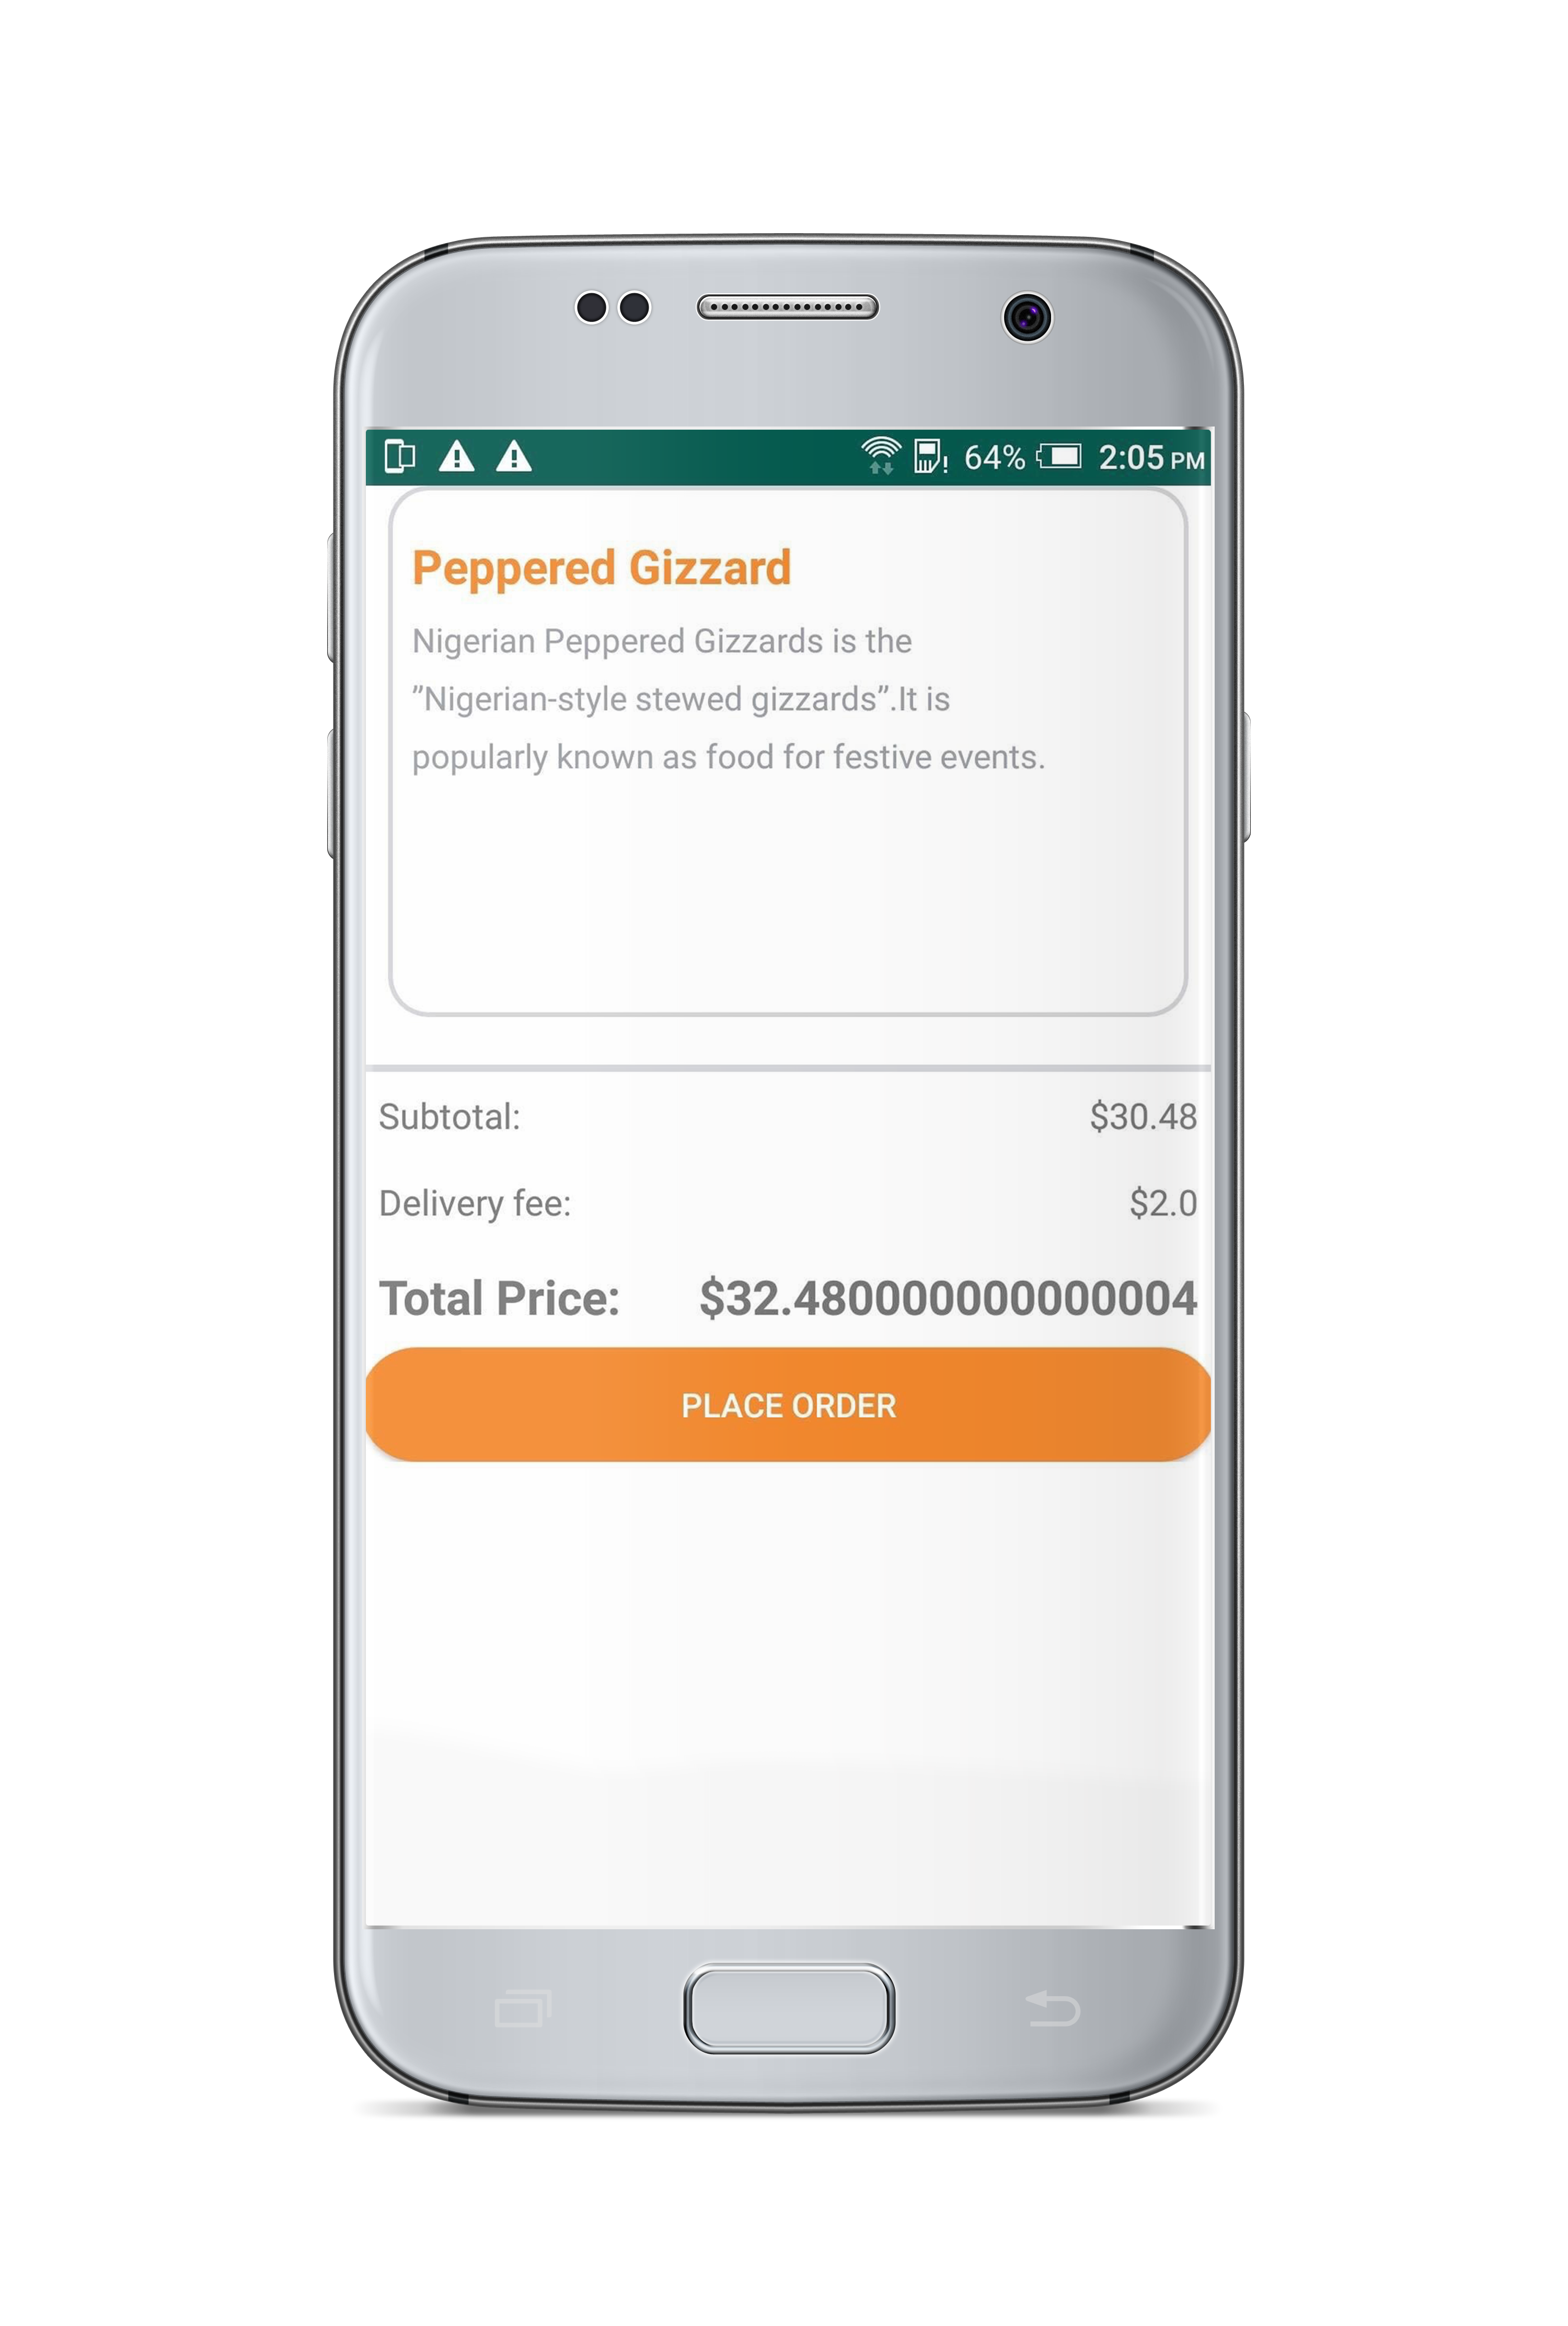 64% 2:05 PM
Peppered Gizzard
Nigerian Peppered Gizzards is the
”Nigerian-style stewed gizzards”.It is
popularly known as food for festive events.
Subtotal: $30.48
Delivery fee: $2.0
Total Price: $32.480000000000004
PLACE ORDER